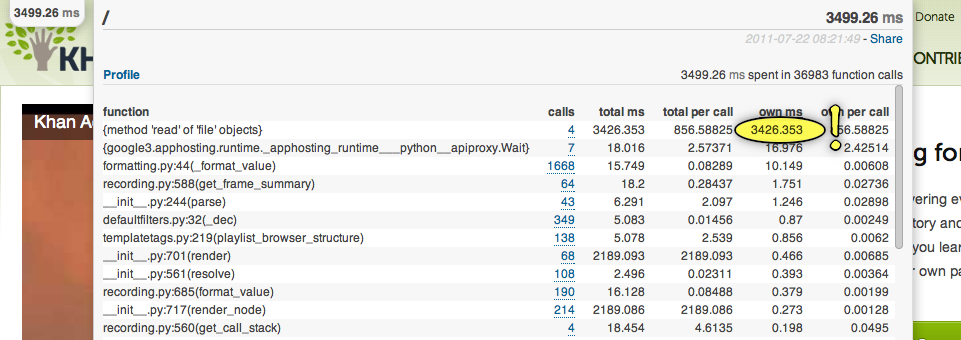 3499.26 ms
/ 3499.26 ms
2011-07-22 08:21:49 - Share
Donate
KH
ONTRIB
Profile 3499.26 ms spent in 36983 function calls
function calls total ms total per call own ms own per call
Khan Ac
{method 'read' of 'file' objects} 4 3426.353 856.58825 3426.353 ! 856.58825
{google3.apphosting.runtime._apphosting_runtime___python__apiproxy.Wait} 7 18.016 2.57371 16.976 2.42514
formatting.py:44(_format_value) 1668 15.749 0.08289 10.149 0.00608
recording.py:588(get_frame_summary) 64 18.2 0.28437 1.751 0.02736
__init__.py:244(parse) 43 6.291 2.097 1.246 0.02898
defaultfilters.py:32(_dec) 349 5.083 0.01456 0.87 0.00249
templatetags.py:219(playlist_browser_structure) 138 5.078 2.539 0.856 0.0062
__init__.py:701(render) 68 2189.093 2189.093 0.466 0.00685
__init__.py:561(resolve) 108 2.496 0.02311 0.393 0.00364
recording.py:685(format_value) 190 16.128 0.08488 0.379 0.00199
__init__.py:717(render_node) 214 2189.086 2189.086 0.273 0.00128
recording.py:560(get_call_stack) 4 18.454 4.6135 0.198 0.0495
g for
ering ev
tory and
you lear
r own pa